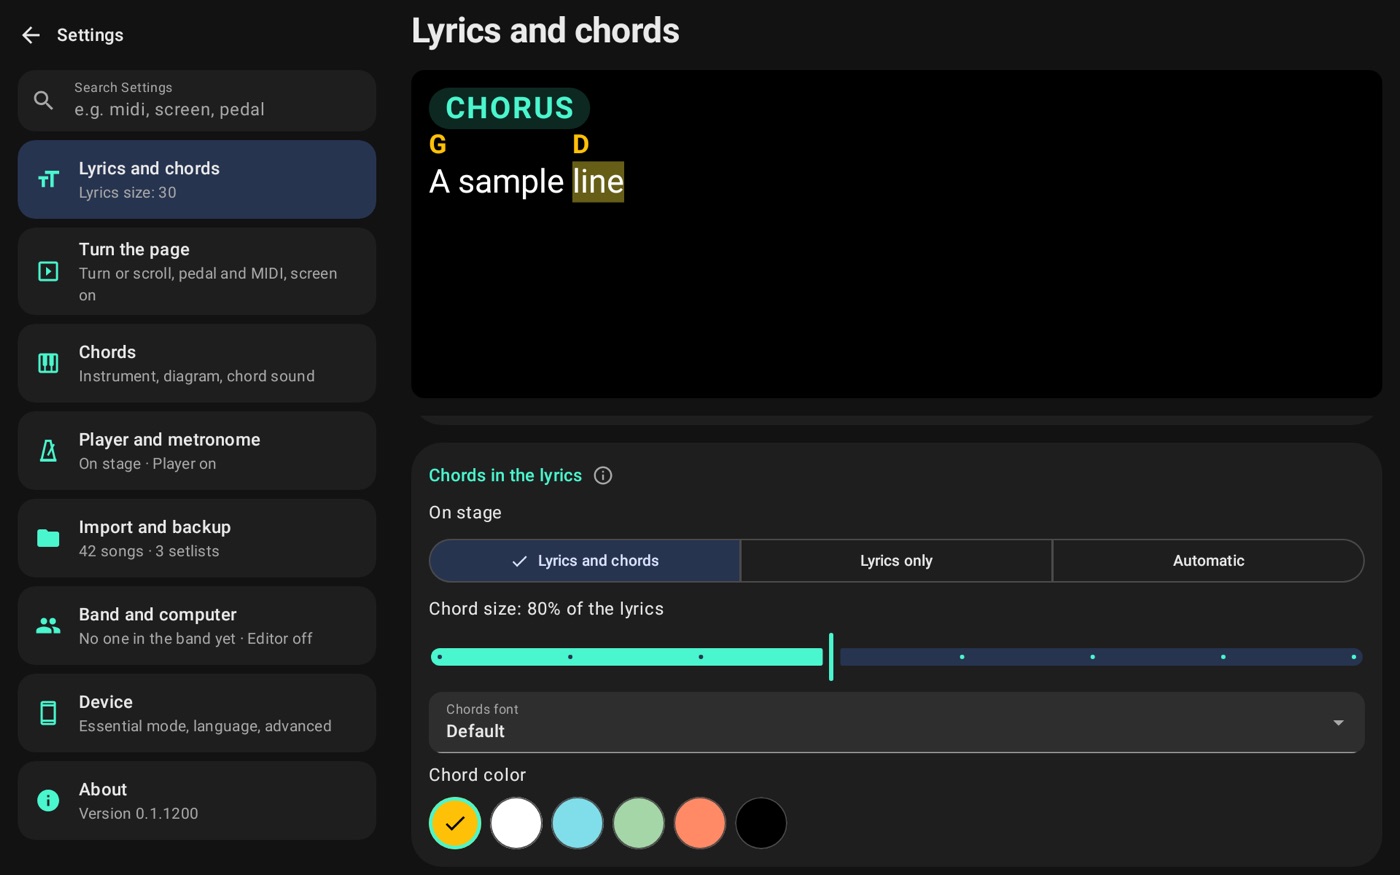 Settings
Search Settings
e.g. midi, screen, pedal
Lyrics and chords
Lyrics size: 30
Turn the page
Turn or scroll, pedal and MIDI, screen
on
Chords
Instrument, diagram, chord sound
Player and metronome
On stage · Player on
Import and backup
42 songs · 3 setlists
Band and computer
No one in the band yet · Editor off
Device
Essential mode, language, advanced
About
Version 0.1.1200
Lyrics and chords
CHORUS
G D
A sample line
Chords in the lyrics
On stage
Lyrics and chords
Lyrics only
Automatic
Chord size: 80% of the lyrics
Chords font
Default
Chord color